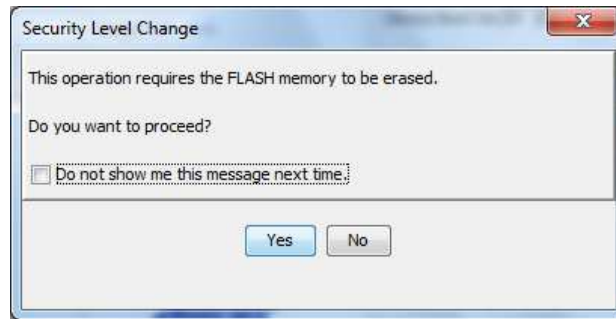 Security Level Change
This operation requires the FLASH memory to be erased.
Do you want to proceed?
Do not show me this message next time.
Yes
No